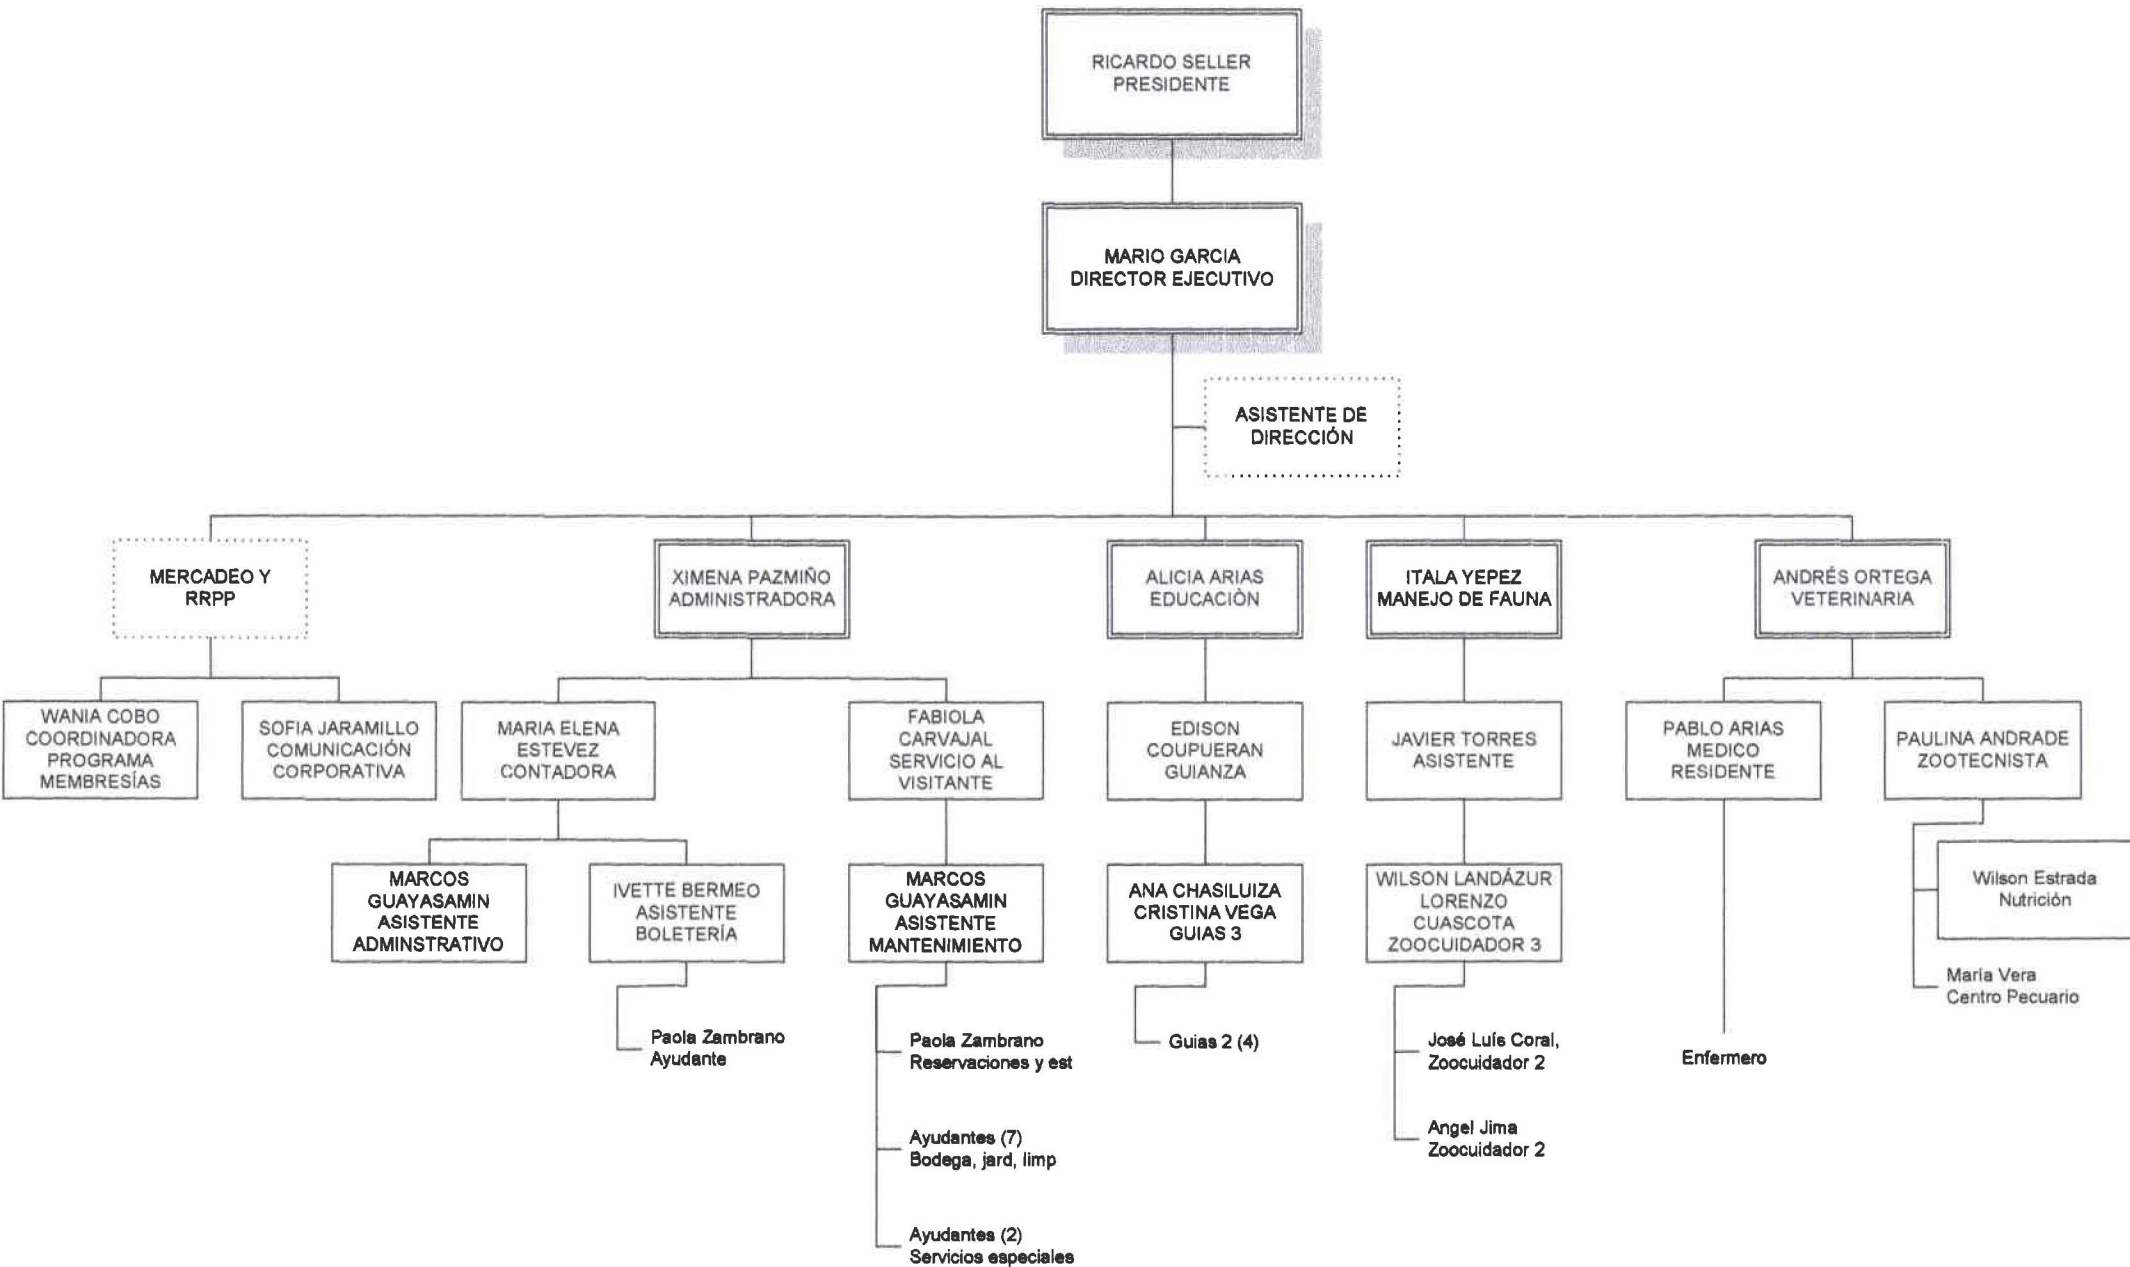 RICARDO SELLER
PRESIDENTE
MARIO GARCIA
DIRECTOR EJECUTIVO
ASISTENTE DE
DIRECCIÓN
MERCADEO Y
RRPP
XIMENA PAZMIÑO
ADMINISTRADORA
ALICIA ARIAS
EDUCACIÒN
ITALA YEPEZ
MANEJO DE FAUNA
ANDRÉS ORTEGA
VETERINARIA
WANIA COBO
COORDINADORA
PROGRAMA
MEMBRESÍAS
SOFIA JARAMILLO
COMUNICACIÓN
CORPORATIVA
MARIA ELENA
ESTEVEZ
CONTADORA
FABIOLA
CARVAJAL
SERVICIO AL
VISITANTE
EDISON
COUPUERAN
GUIANZA
JAVIER TORRES
ASISTENTE
PABLO ARIAS
MEDICO
RESIDENTE
PAULINA ANDRADE
ZOOTECNISTA
MARCOS
GUAYASAMIN
ASISTENTE
ADMINSTRATIVO
IVETTE BERMEO
ASISTENTE
BOLETERÍA
MARCOS
GUAYASAMIN
ASISTENTE
MANTENIMIENTO
ANA CHASILUIZA
CRISTINA VEGA
GUIAS 3
WILSON LANDÁZUR
LORENZO
CUASCOTA
ZOOCUIDADOR 3
Wilson Estrada
Nutrición
María Vera
Centro Pecuario
Paola Zambrano
Ayudante
Paola Zambrano
Reservaciones y est
Guias 2 (4)
José Luís Coral,
Zoocuidador 2
Enfermero
Ayudantes (7)
Bodega, jard, limp
Angel Jima
Zoocuidador 2
Ayudantes (2)
Servicios especiales